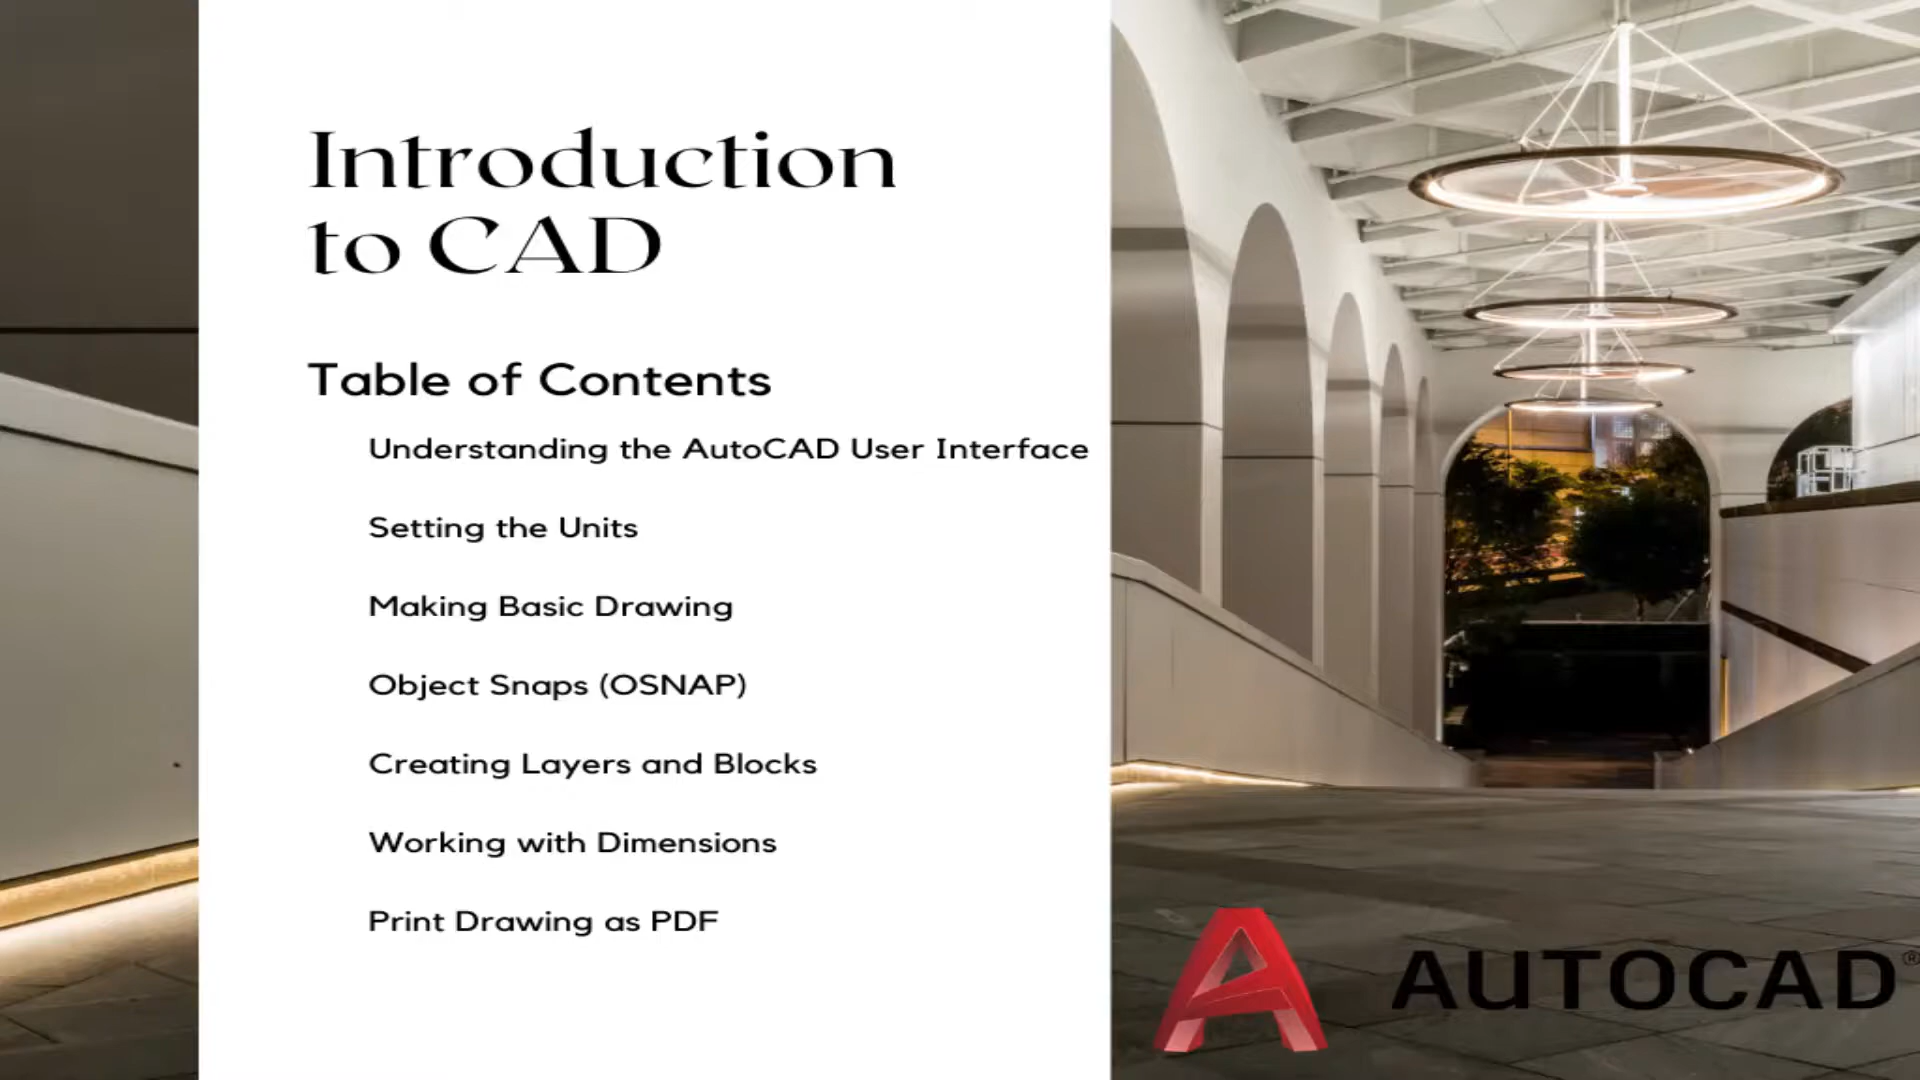 Introduction
to CAD
Table of Contents
Understanding the AutoCAD User Interface
Setting the Units
Making Basic Drawing
Object Snaps (OSNAP)
Creating Layers and Blocks
Working with Dimensions
Print Drawing as PDF
AUTOCAD®